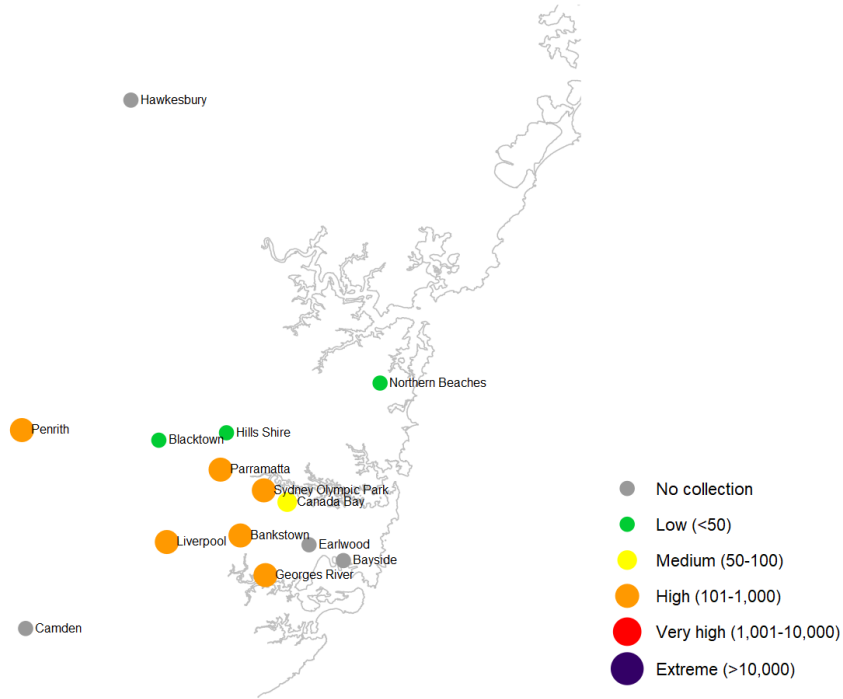 Hawkesbury
Northern Beaches
Penrith
Hills Shire
Blacktown
Parramatta
Sydney Olympic Park
Canada Bay
Bankstown
Liverpool
Earlwood
Bayside
Georges River
Camden
No collection
Low (<50)
Medium (50-100)
High (101-1,000)
Very high (1,001-10,000)
Extreme (>10,000)